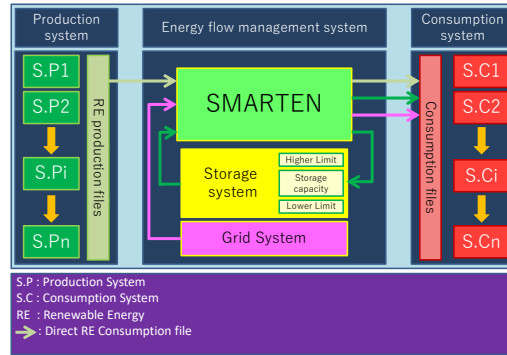 Production
system
Energy flow management system
Consumption
system
S.P1
S.P2
S.Pi
S.Pn
RE production files
SMARTEN
Storage
system
Higher Limit
Storage
capacity
Lower Limit
Grid System
Consumption files
S.C1
S.C2
S.Ci
S.Cn
S.P : Production System
S.C : Consumption System
RE : Renewable Energy
: Direct RE Consumption file